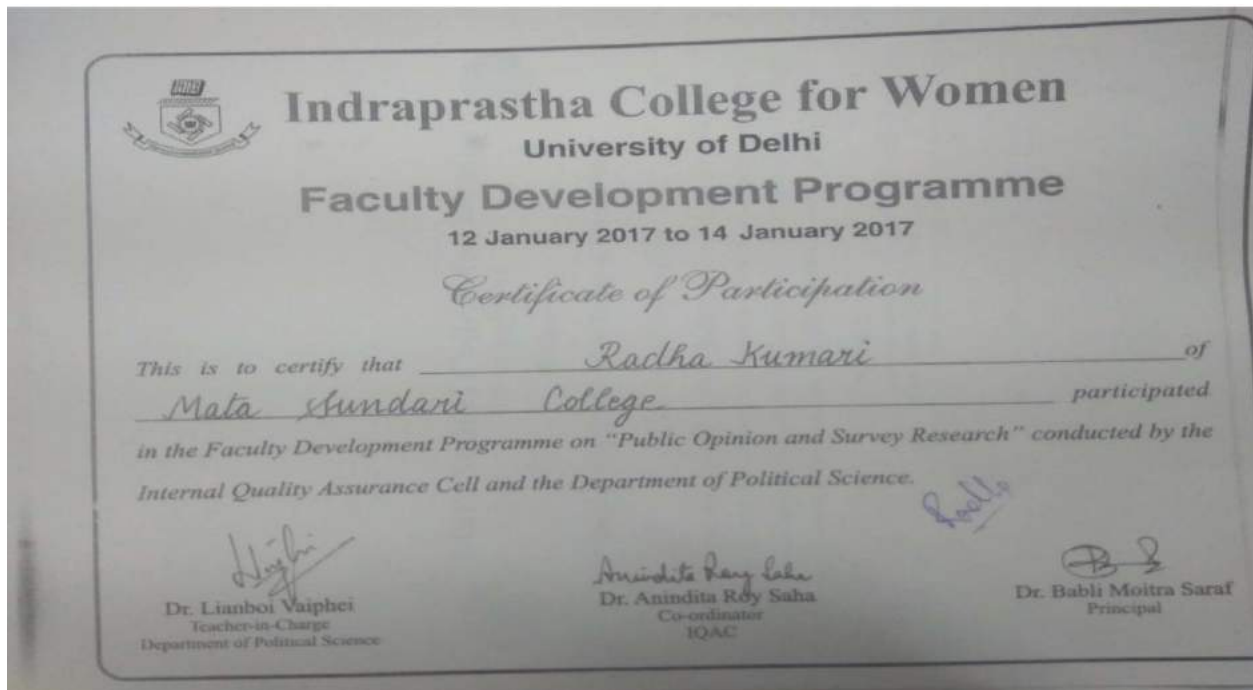 Indraprastha College for Women
University of Delhi
Faculty Development Programme
12 January 2017 to 14 January 2017
Certificate of Participation
This is to certify that Radha Kumari of
Mata Sundari College participated
in the Faculty Development Programme on "Public Opinion and Survey Research" conducted by the
Internal Quality Assurance Cell and the Department of Political Science.
Radha
Anindita Roy Saha
Dr. Lianboi Vaiphei
Teacher-in-Charge
Department of Political Science
Dr. Anindita Roy Saha
Co-ordinator
IQAC
Dr. Babli Moitra Saraf
Principal